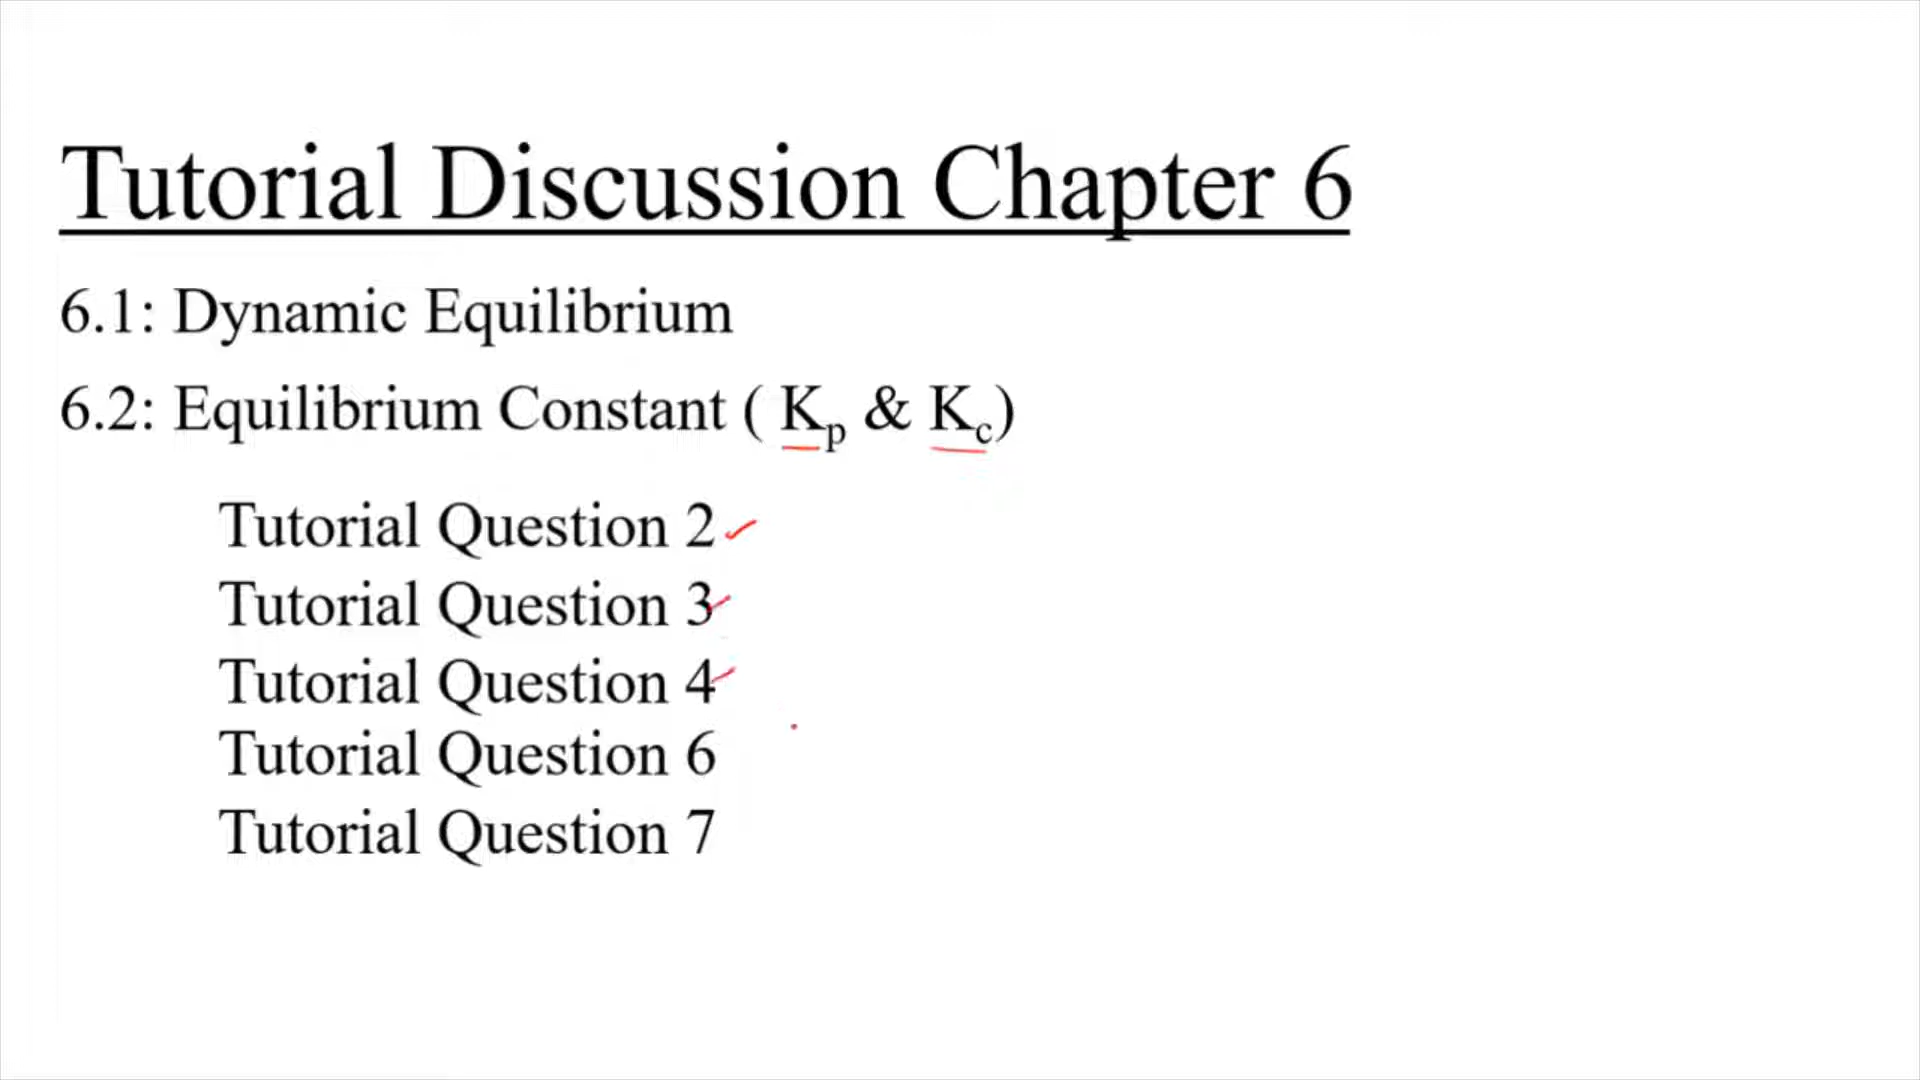 Tutorial Discussion Chapter 6
6.1: Dynamic Equilibrium
6.2: Equilibrium Constant ( Kp & Kc)
Tutorial Question 2
Tutorial Question 3
Tutorial Question 4
Tutorial Question 6
Tutorial Question 7